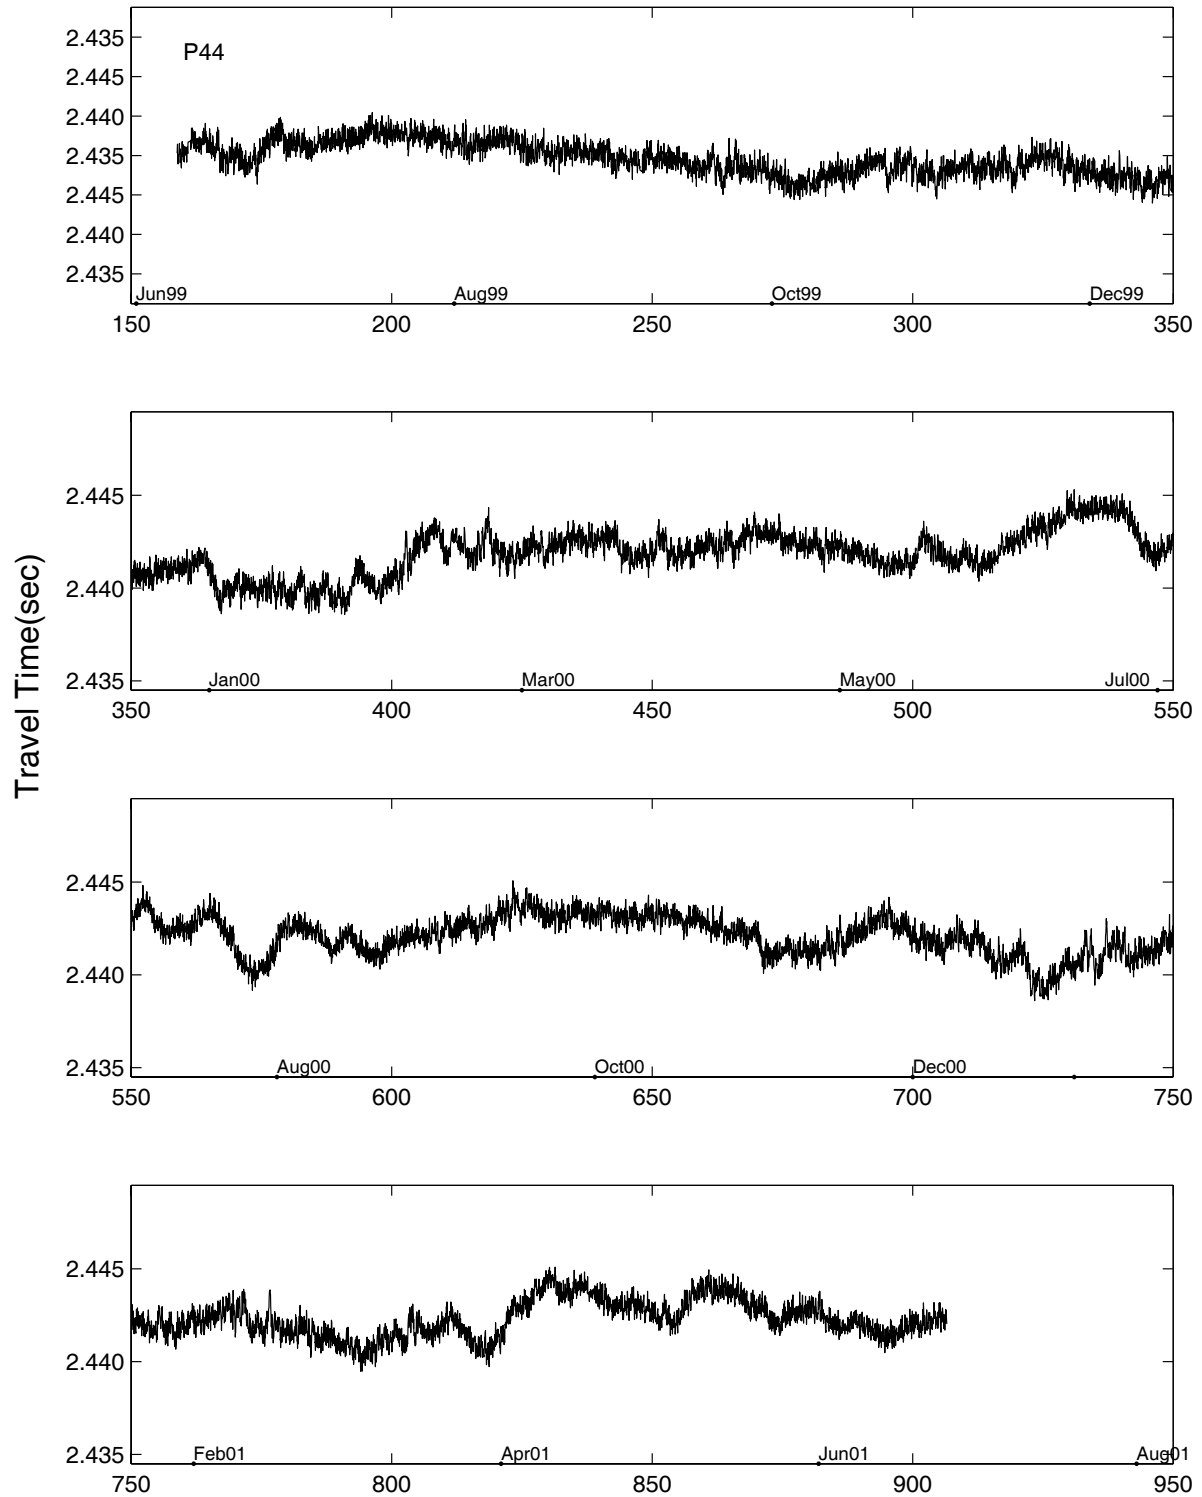 2.435
P44
2.445
2.440
2.435
2.445
2.440
2.435
Jun99 Aug99 Oct99 Dec99
150 200 250 300 350
2.445
2.440
2.435
Jan00 Mar00 May00 Jul00
350 400 450 500 550
Travel Time(sec)
2.445
2.440
2.435
Aug00 Oct00 Dec00
550 600 650 700 750
2.445
2.440
2.435
Feb01 Apr01 Jun01 Aug01
750 800 850 900 950